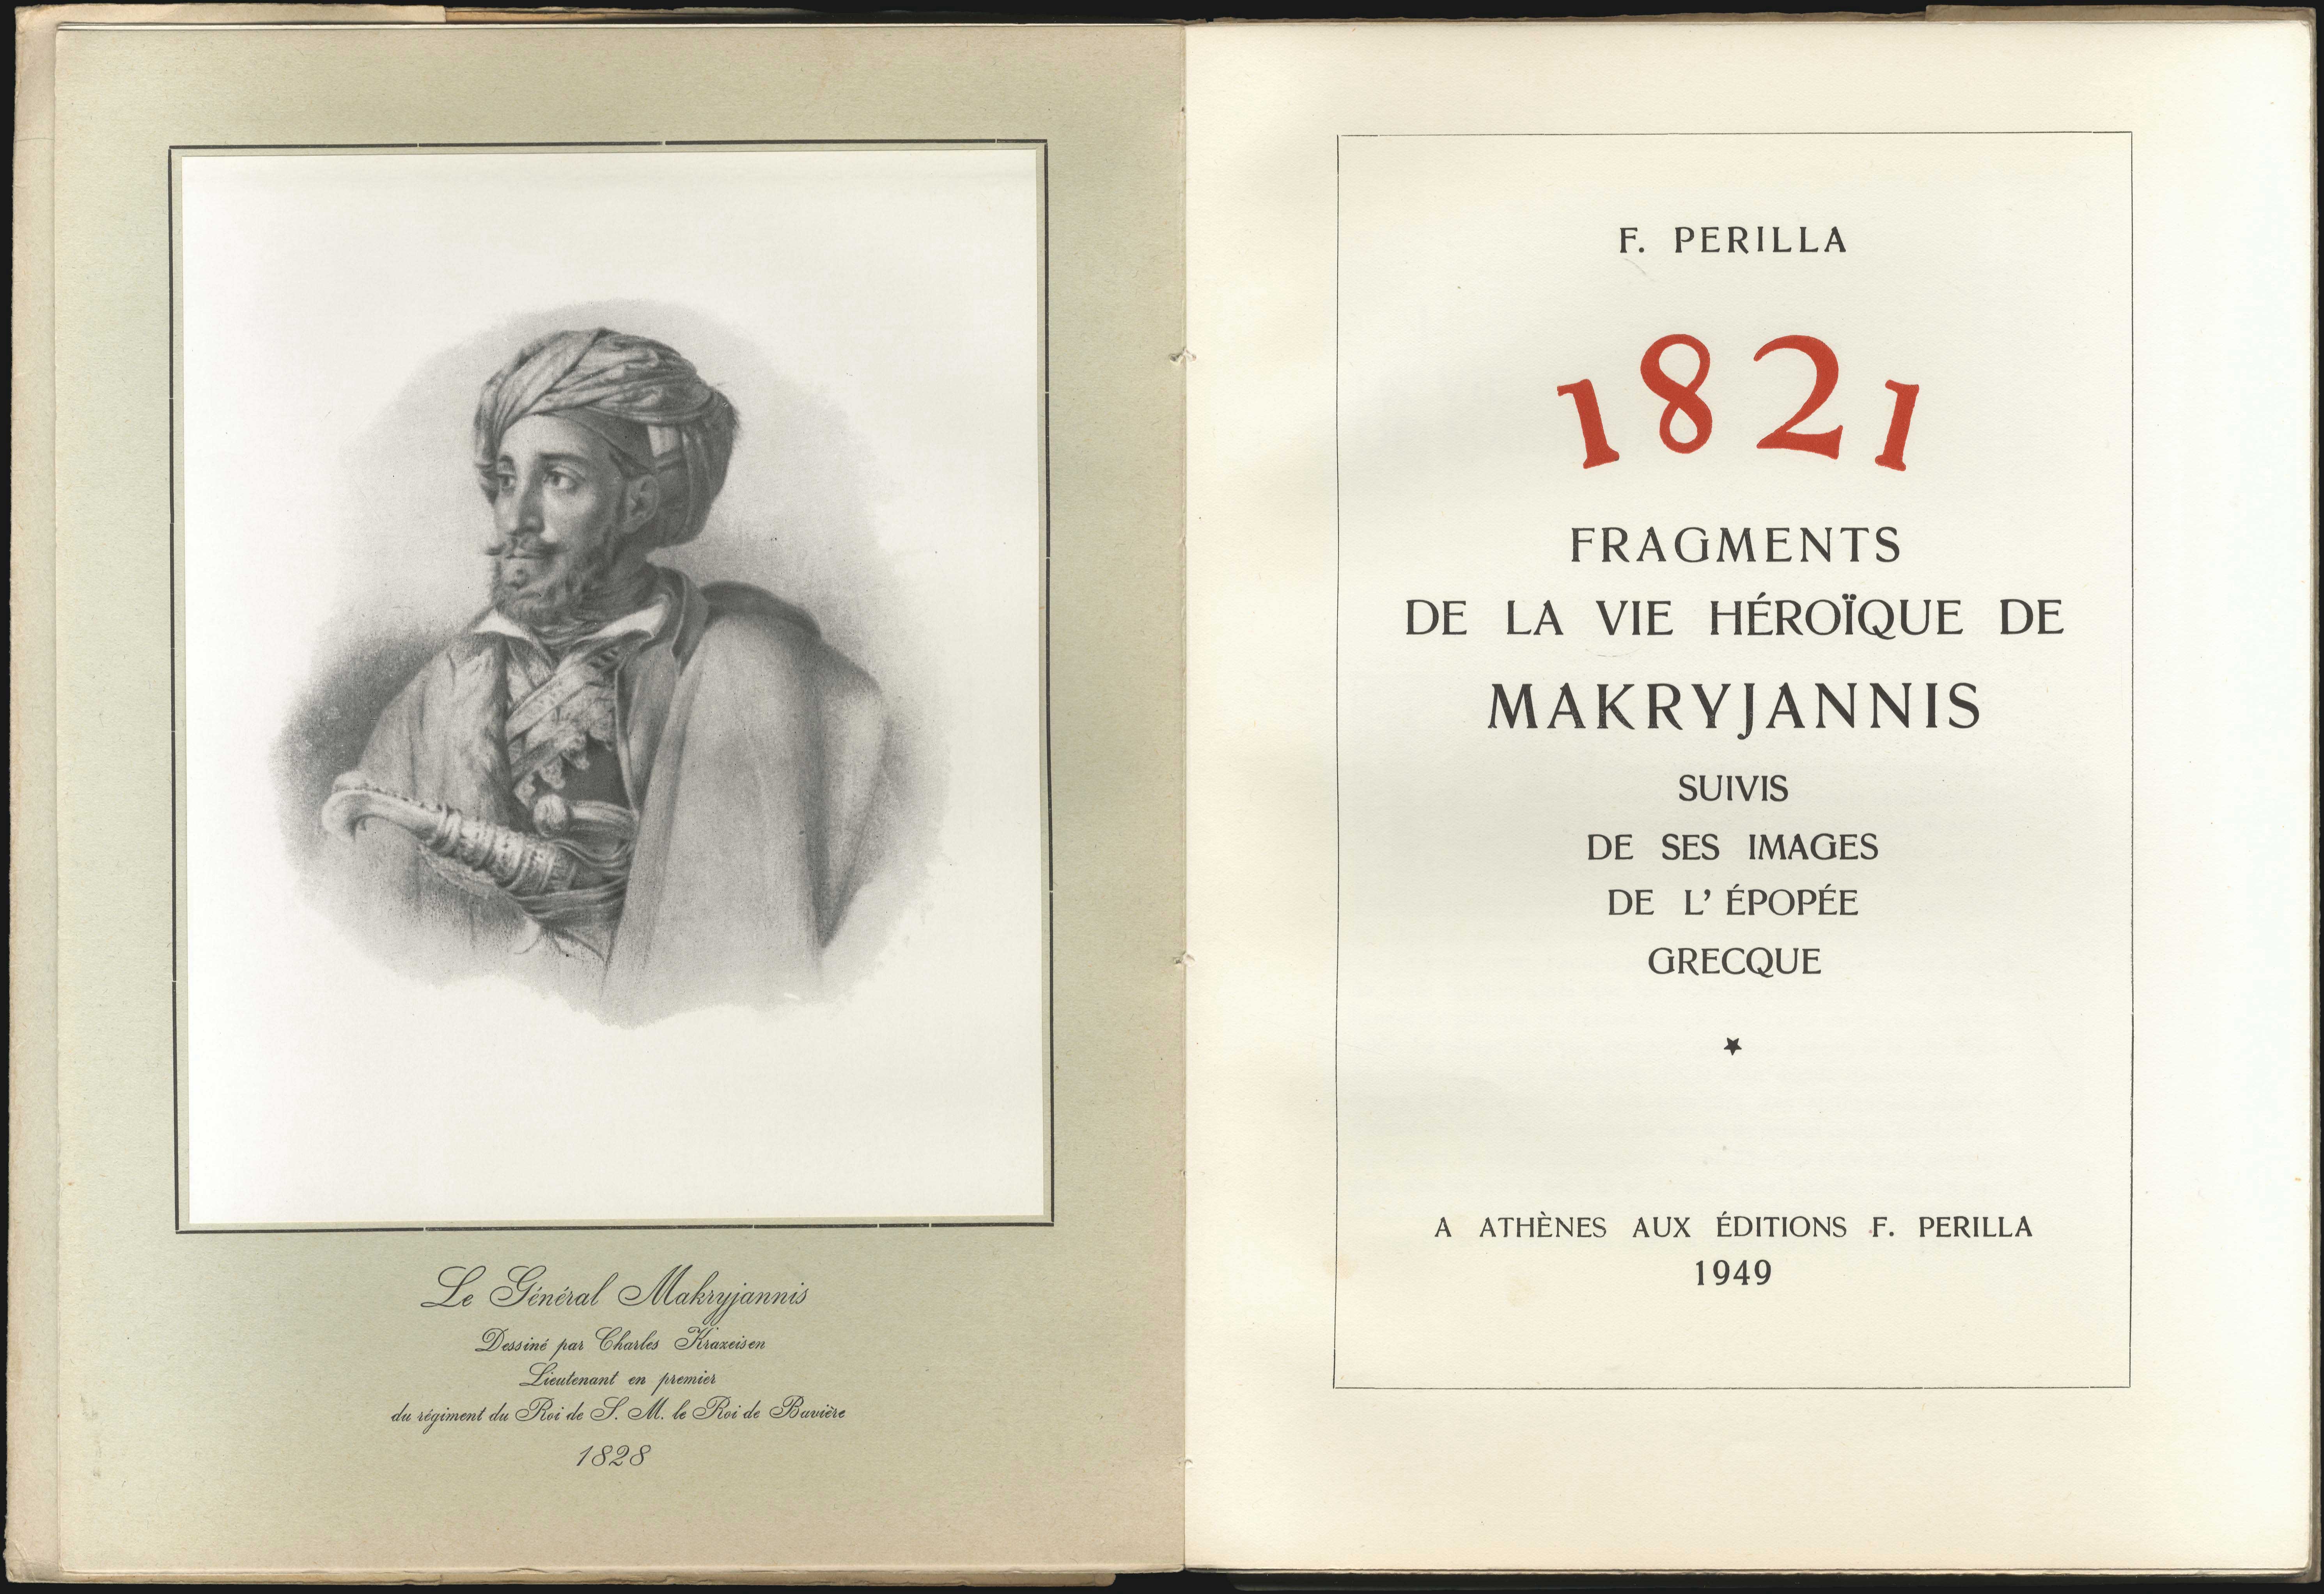 Le Général Makryjannis
Dessiné par Charles Krazeisen
Lieutenant en premier
du régiment du Roi de S. M. le Roi de Bavière
1828
F. PERILLA
1821
FRAGMENTS
DE LA VIE HÉROÏQUE DE
MAKRYJANNIS
SUIVIS
DE SES IMAGES
DE L' ÉPOPÉE
GRECQUE
A ATHÈNES AUX ÉDITIONS F. PERILLA
1949